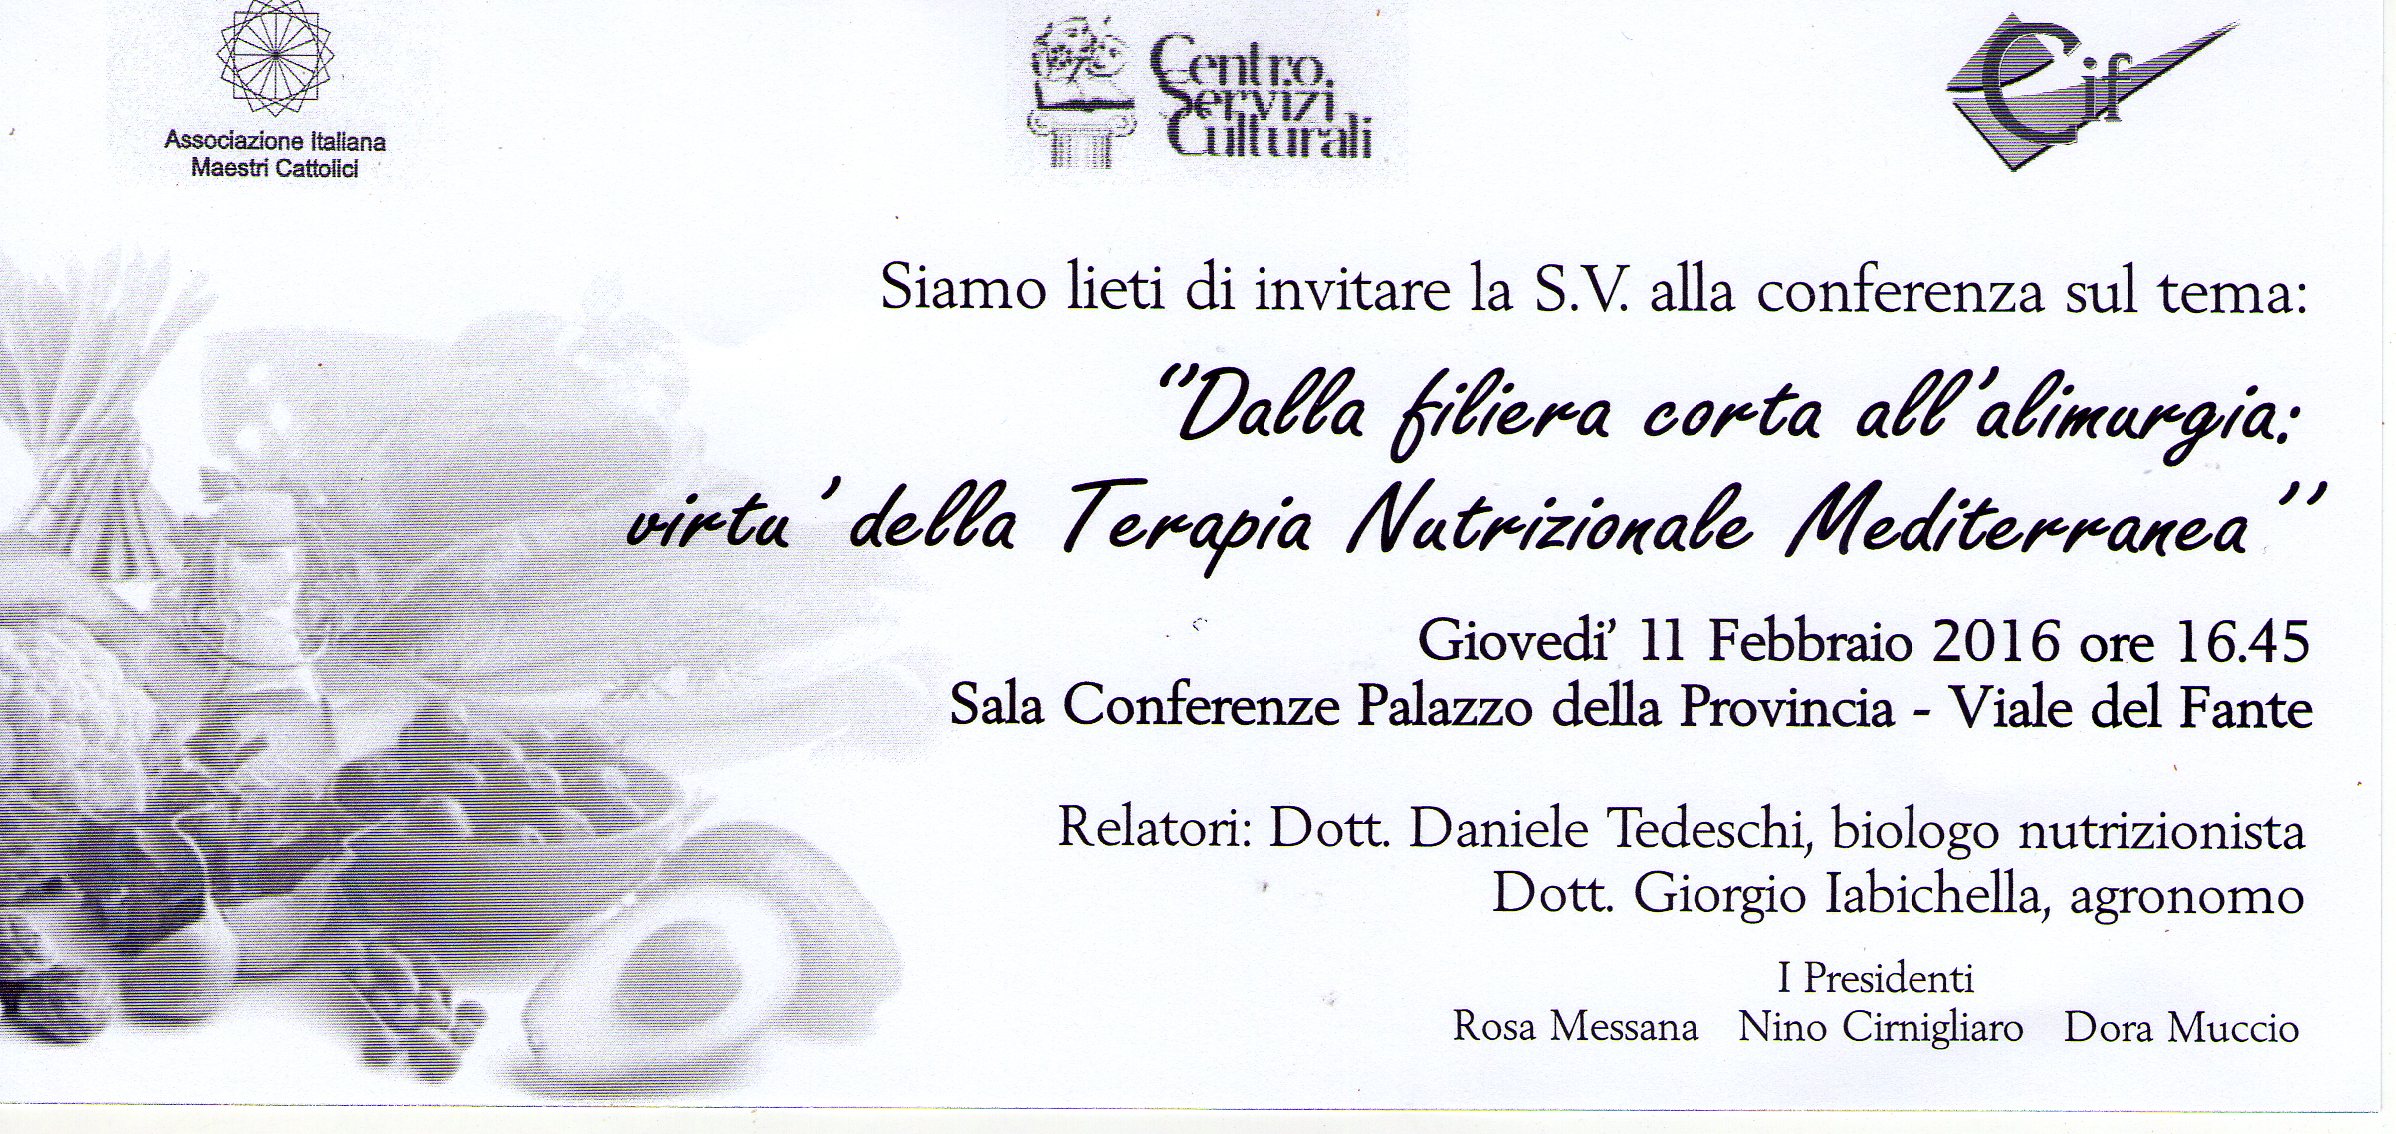 Associazione Italiana
Maestri Cattolici
Centro
Servizi
Culturali
Cif
Siamo lieti di invitare la S.V. alla conferenza sul tema:
"Dalla filiera corta all'alimurgia:
virtu' della Terapia Nutrizionale Mediterranea"
Giovedi' 11 Febbraio 2016 ore 16.45
Sala Conferenze Palazzo della Provincia - Viale del Fante
Relatori: Dott. Daniele Tedeschi, biologo nutrizionista
Dott. Giorgio Iabichella, agronomo
I Presidenti
Rosa Messana Nino Cirnigliaro Dora Muccio